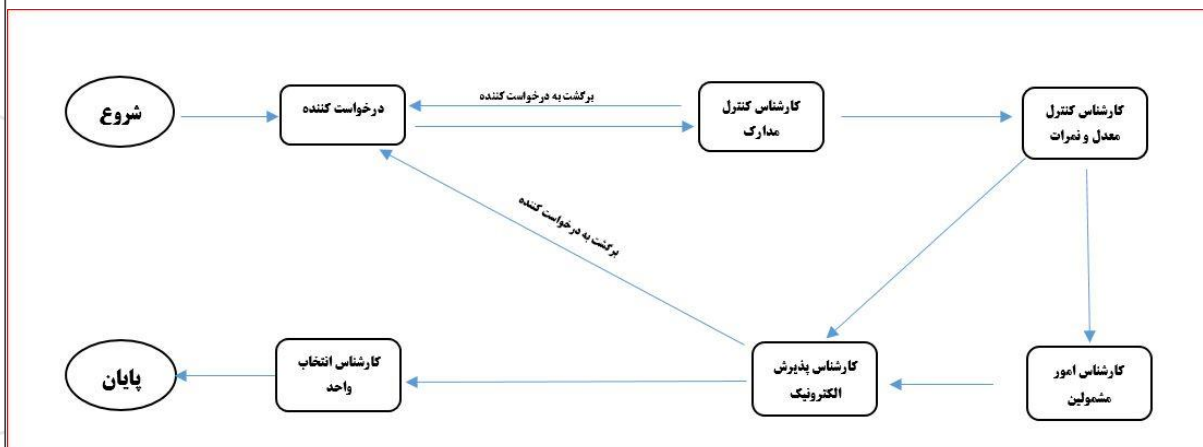 شروع
درخواست کننده
برگشت به درخواست کننده
کارشناس کنترل
مدارک
کارشناس کنترل
معدل و نمرات
برگشت به درخواست کننده
کارشناس امور
مشمولین
کارشناس پذیرش
الکترونیک
کارشناس انتخاب
واحد
پایان